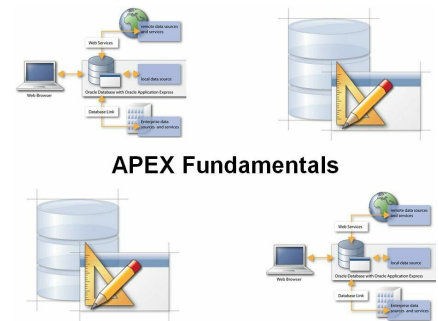 remote data sources
and services
Web Services
local data source
Web Browser
Oracle Database with Oracle Application Express
Database Link
Enterprise data
sources and services
APEX Fundamentals
remote data sources
and services
Web Services
local data source
Oracle Database with Oracle Application Express
Web Browser
Database Link
Enterprise data
sources and services